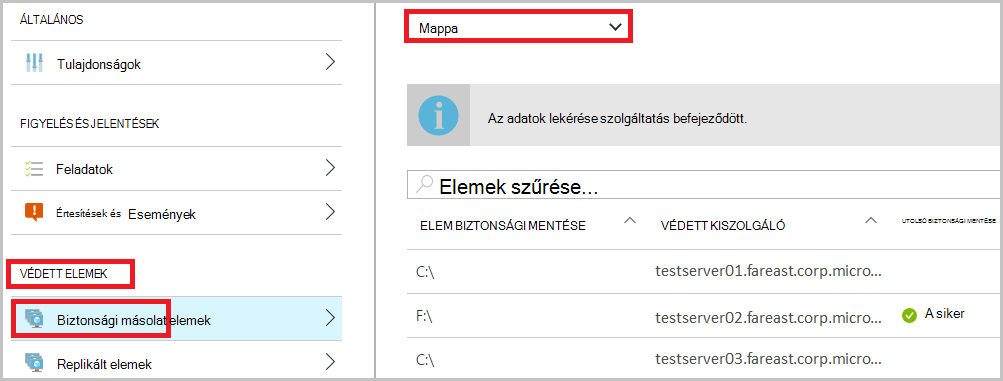 ÁLTALÁNOS
Tulajdonságok
FIGYELÉS ÉS JELENTÉSEK
Feladatok
Értesítések és Események
VÉDETT ELEMEK
Biztonsági másolat elemek
Replikált elemek
Mappa
Az adatok lekérése szolgáltatás befejeződött.
Elemek szűrése...
ELEM BIZTONSÁGI MENTÉSE VÉDETT KISZOLGÁLÓ UTOLSÓ BIZTONSÁGI MENTÉSE
C:\ testserver01.fareast.corp.micro...
F:\ testserver02.fareast.corp.micro... A siker
C:\ testserver03.fareast.corp.micro...